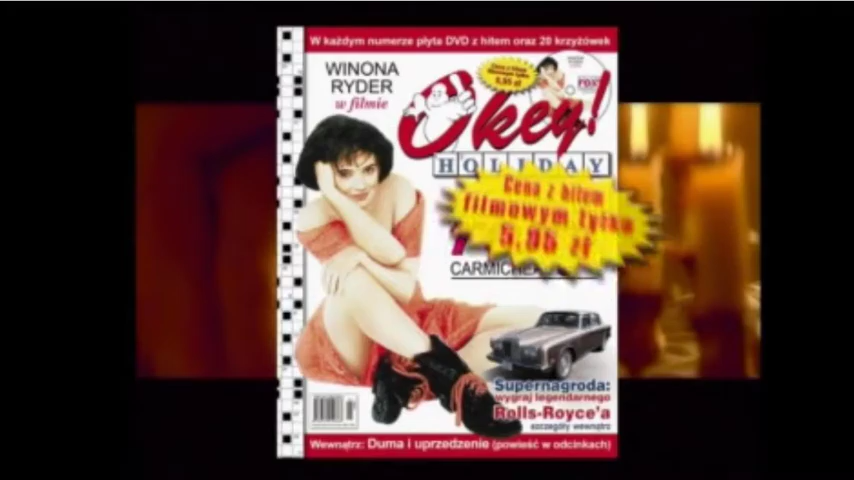 W każdym numerze płyta DVD z hitem oraz 20 krzyżówek
WINONA
RYDER
w filmie
Okey!
HOLIDAY
Cena z hitem
filmowym tylko
5,95 zł
Supernagroda:
wygraj legendarnego
Rolls-Royce'a
szczegóły wewnątrz
Wewnątrz: Duma i uprzedzenie (powieść w odcinkach)